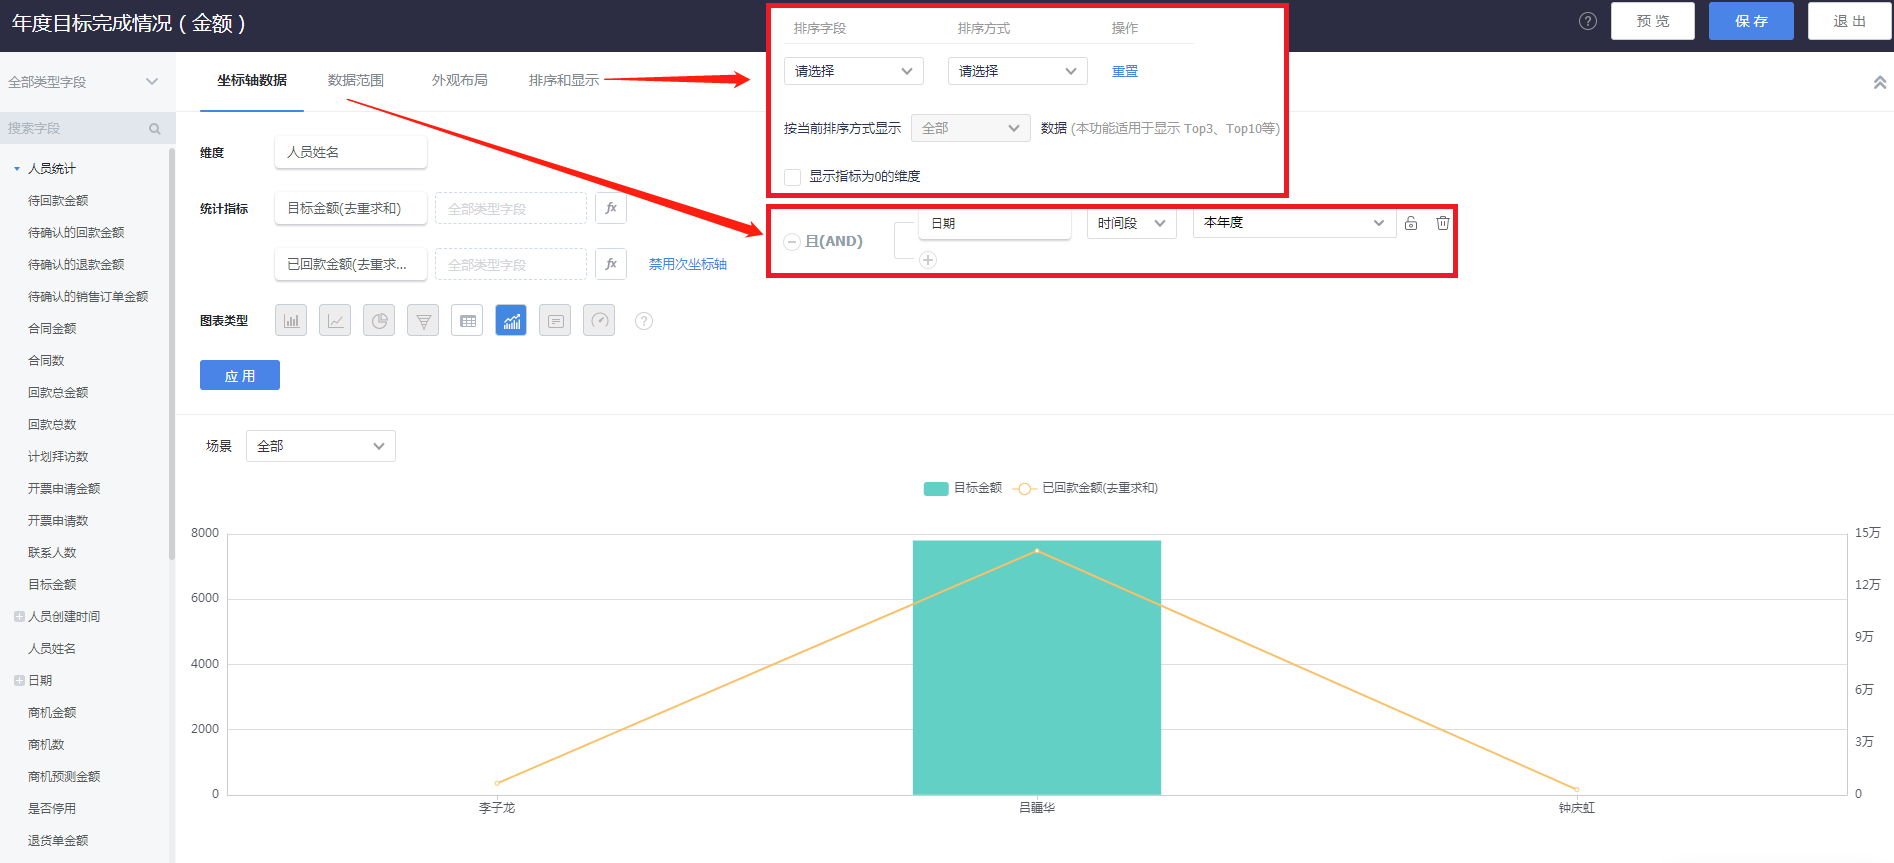 年度目标完成情况（金额）
预 览
保 存
退 出
全部类型字段
搜索字段
人员统计
待回款金额
待确认的回款金额
待确认的退款金额
待确认的销售订单金额
合同金额
合同数
回款总金额
回款总数
计划拜访数
开票申请金额
开票申请数
联系人数
目标金额
人员创建时间
人员姓名
日期
商机金额
商机数
商机预测金额
是否停用
退货单金额
坐标轴数据
数据范围
外观布局
排序和显示
排序字段 排序方式 操作
请选择 请选择 重置
按当前排序方式显示 全部 数据 (本功能适用于显示 Top3、Top10等)
显示指标为0的维度
且(AND) 日期 时间段 本年度
维度 人员姓名
统计指标 目标金额(去重求和) 全部类型字段 fx
已回款金额(去重求... 全部类型字段 fx 禁用次坐标轴
图表类型
应 用
场景 全部
目标金额 已回款金额(去重求和)
8000
6000
4000
2000
0
15万
12万
9万
6万
3万
0
李子龙
吕疆华
钟庆虹